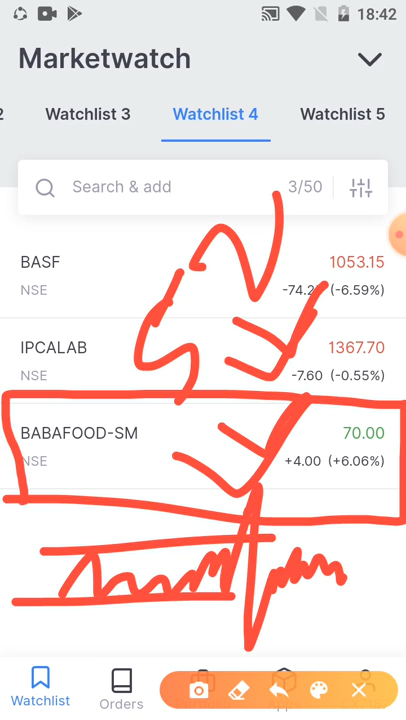 18:42
Marketwatch
2 Watchlist 3 Watchlist 4 Watchlist 5
Search & add 3/50
BASF 1053.15
NSE -74.2 (-6.59%)
IPCALAB 1367.70
NSE -7.60 (-0.55%)
BABAFOOD-SM 70.00
NSE +4.00 (+6.06%)
Watchlist Orders